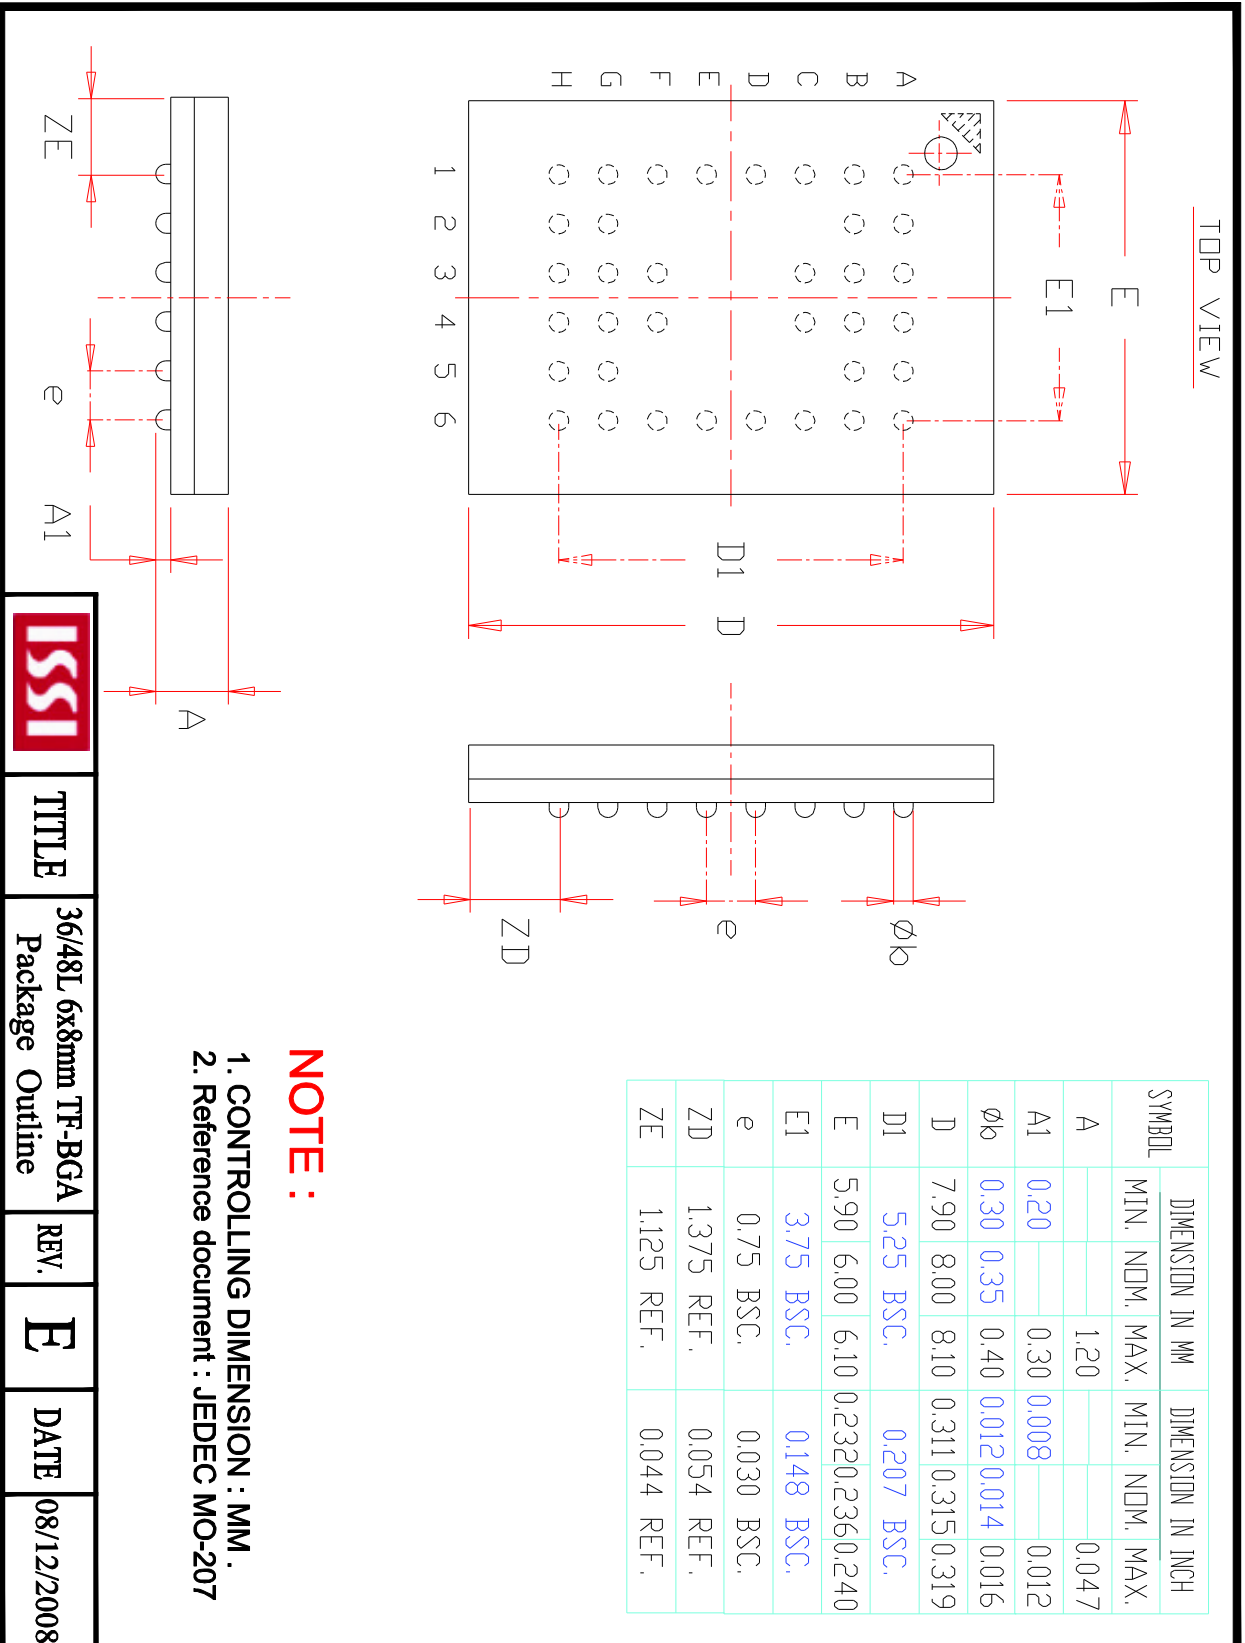 TOP VIEW
E
E1
A B C D E F G H
1 2 3 4 5 6
D1
D
ZE
e
A1
A
Øb
e
ZD
SYMBOL DIMENSION IN MM DIMENSION IN INCH
MIN. NOM. MAX. MIN. NOM. MAX.
A 1.20 0.047
A1 0.20 0.30 0.008 0.012
Øb 0.30 0.35 0.40 0.012 0.014 0.016
D 7.90 8.00 8.10 0.311 0.315 0.319
D1 5.25 BSC. 0.207 BSC.
E 5.90 6.00 6.10 0.232 0.236 0.240
E1 3.75 BSC. 0.148 BSC.
e 0.75 BSC. 0.030 BSC.
ZD 1.375 REF. 0.054 REF.
ZE 1.125 REF. 0.044 REF.
NOTE :
1. CONTROLLING DIMENSION : MM .
2. Reference document : JEDEC MO-207
ISSI
TITLE
36/48L 6x8mm TF-BGA
Package Outline
REV.
E
DATE
08/12/2008